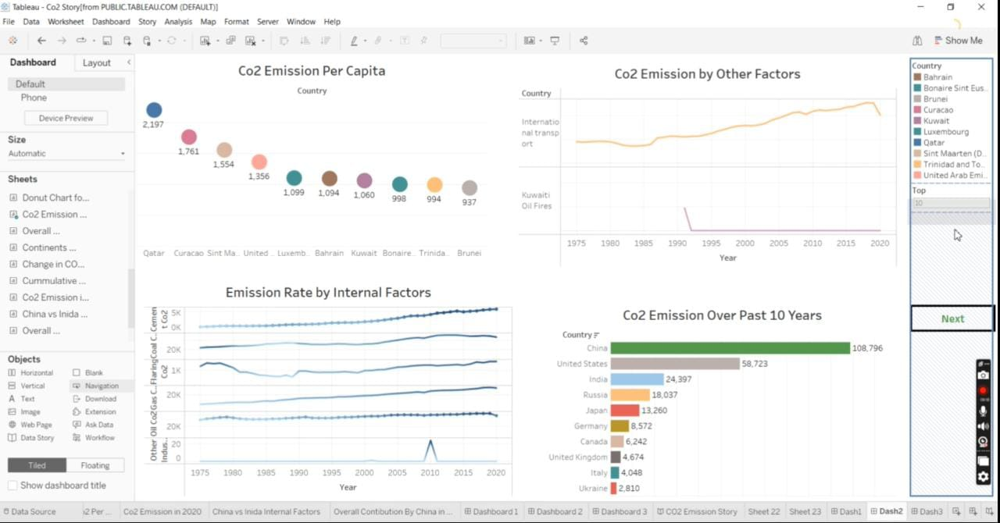 Tableau - Co2 Story[from PUBLIC.TABLEAU.COM (DEFAULT)]
File Data Worksheet Dashboard Story Analysis Map Format Server Window Help
Show Me
Dashboard Layout
Default
Phone
Device Preview
Size
Automatic
Sheets
Donut Chart fo...
Co2 Emission ...
Overall ...
Continents ...
Change in CO...
Cummulative ...
Co2 Emission i...
China vs Inida ...
Overall ...
Objects
Horizontal Blank
Vertical Navigation
Text Download
Image Extension
Web Page Ask Data
Data Story Workflow
Tiled Floating
Show dashboard title
Co2 Emission Per Capita
Country
2,197
1,761
1,554
1,356
1,099
1,094
1,060
998
994
937
Qatar Curacao Sint Ma.. United .. Luxemb.. Bahrain Kuwait Bonaire.. Trinida.. Brunei
Co2 Emission by Other Factors
Country
Internatio
nal transp
ort
Kuwaiti
Oil Fires
1975 1980 1985 1990 1995 2000 2005 2010 2015 2020
Year
Emission Rate by Internal Factors
Cemen
t Co2
5K
0K
Coal C..
20K
Flaring
Co2
1K
Gas C..
20K
Oil Co2
20K
Other
Indus..
20
0
1975 1980 1985 1990 1995 2000 2005 2010 2015 2020
Year
Co2 Emission Over Past 10 Years
Country
China 108,796
United States 58,723
India 24,397
Russia 18,037
Japan 13,260
Germany 8,572
Canada 6,242
United Kingdom 4,674
Italy 4,048
Ukraine 2,810
Country
Bahrain
Bonaire Sint Eus..
Brunei
Curacao
Kuwait
Luxembourg
Qatar
Sint Maarten (D..
Trinidad and To..
United Arab Emi..
Top
10
Next
Data Source o2 Per ... Co2 Emission in 2020 China vs Inida Internal Factors Overall Contibution By China in ... Dashboard 1 Dashboard 2 Dashboard 3 CO2 Emission Story Sheet 22 Sheet 23 Dash1 Dash2 Dash3